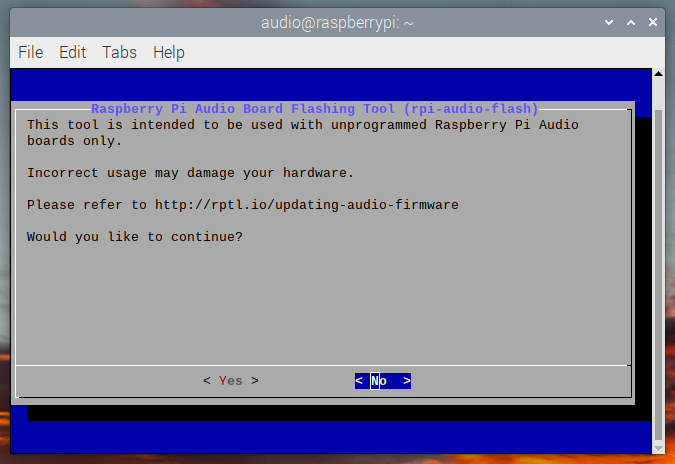 audio@raspberrypi: ~
File Edit Tabs Help
Raspberry Pi Audio Board Flashing Tool (rpi-audio-flash)
This tool is intended to be used with unprogrammed Raspberry Pi Audio
boards only.
Incorrect usage may damage your hardware.
Please refer to http://rptl.io/updating-audio-firmware
Would you like to continue?
< Yes > < No >